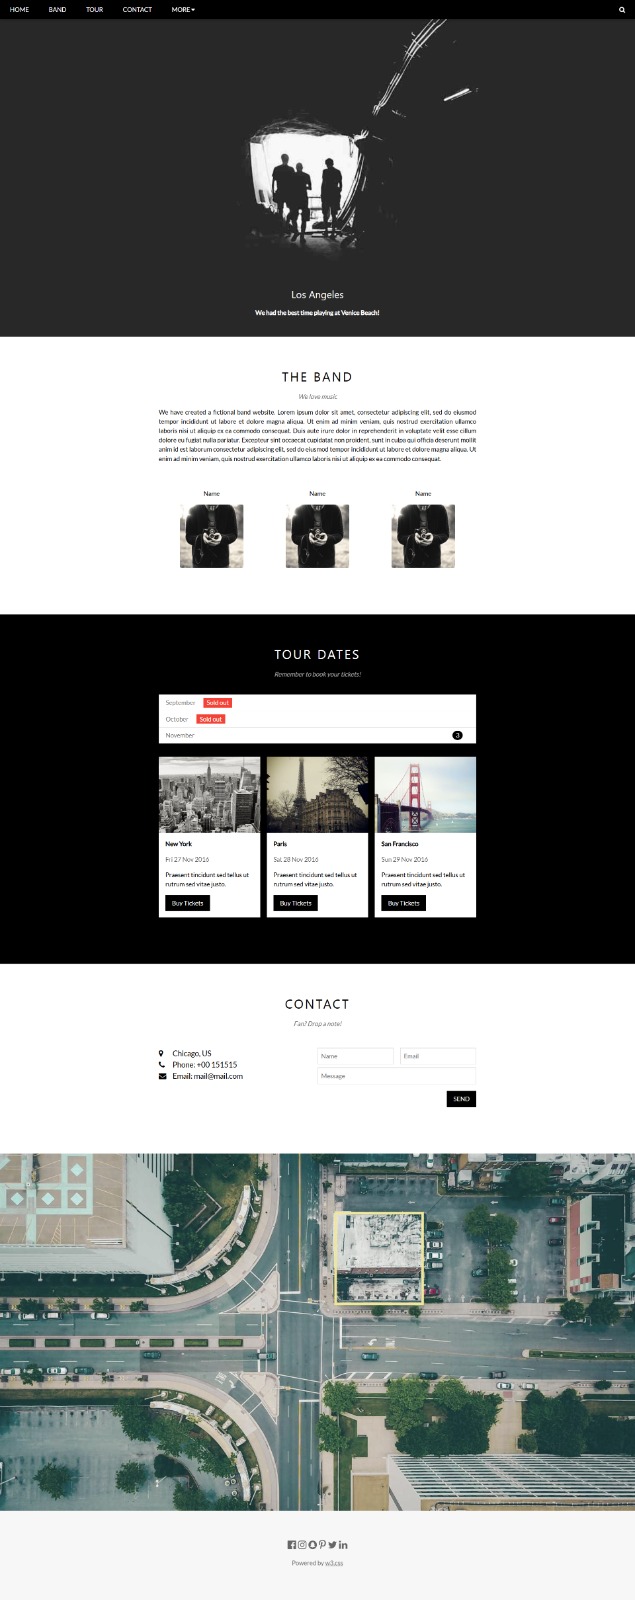 HOME BAND TOUR CONTACT MORE
Los Angeles
We had the best time playing at Venice Beach!
THE BAND
We love music
We have created a fictional band website. Lorem ipsum dolor sit amet, consectetur adipiscing elit, sed do eiusmod
tempor incididunt ut labore et dolore magna aliqua. Ut enim ad minim veniam, quis nostrud exercitation ullamco
laboris nisi ut aliquip ex ea commodo consequat. Duis aute irure dolor in reprehenderit in voluptate velit esse cillum
dolore eu fugiat nulla pariatur. Excepteur sint occaecat cupidatat non proident, sunt in culpa qui officia deserunt mollit
anim id est laborum consectetur adipiscing elit, sed do eiusmod tempor incididunt ut labore et dolore magna aliqua. Ut
enim ad minim veniam, quis nostrud exercitation ullamco laboris nisi ut aliquip ex ea commodo consequat.
Name Name Name
TOUR DATES
Remember to book your tickets!
September Sold out
October Sold out
November 3
New York
Fri 27 Nov 2016
Praesent tincidunt sed tellus ut
rutrum sed vitae justo.
Buy Tickets
Paris
Sat 28 Nov 2016
Praesent tincidunt sed tellus ut
rutrum sed vitae justo.
Buy Tickets
San Francisco
Sun 29 Nov 2016
Praesent tincidunt sed tellus ut
rutrum sed vitae justo.
Buy Tickets
CONTACT
Fan? Drop a note!
Chicago, US
Phone: +00 151515
Email: mail@mail.com
Name Email
Message
SEND
Powered by w3.css